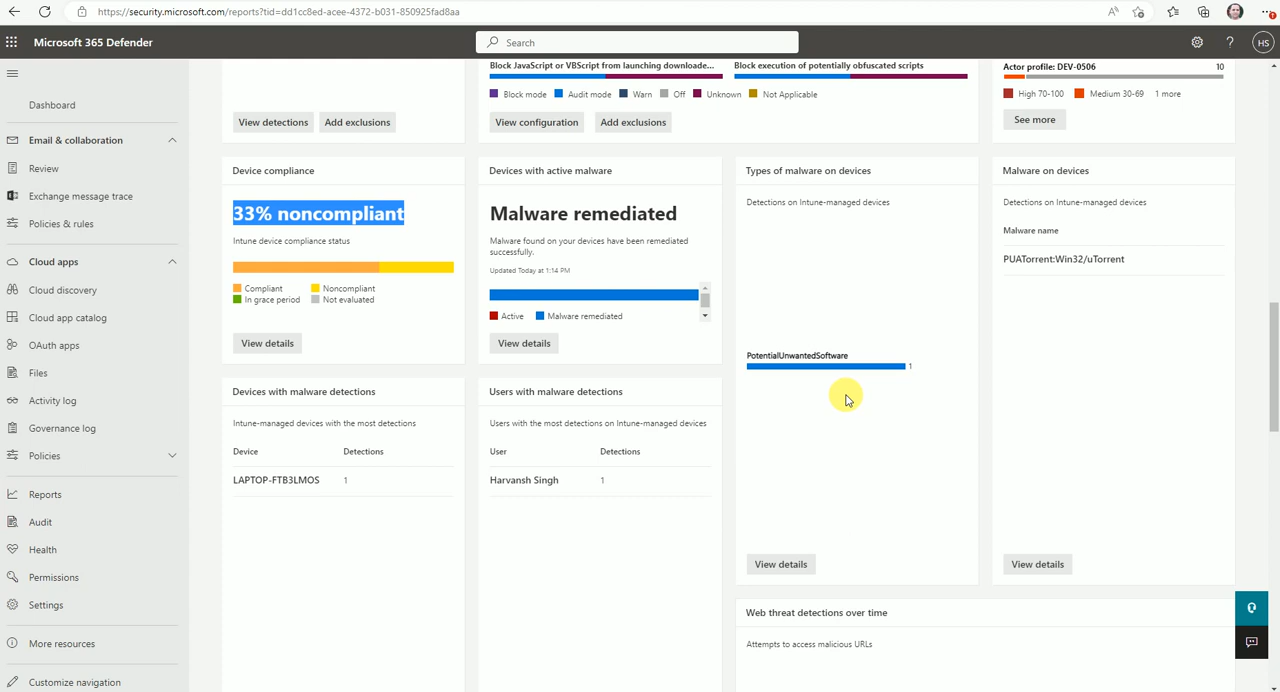 https://security.microsoft.com/reports?tid=dd1cc8ed-acee-4372-b031-850925fad8aa
Microsoft 365 Defender
Search
HS
Dashboard
Email & collaboration
Review
Exchange message trace
Policies & rules
Cloud apps
Cloud discovery
Cloud app catalog
OAuth apps
Files
Activity log
Governance log
Policies
Reports
Audit
Health
Permissions
Settings
More resources
Customize navigation
View detections
Add exclusions
Block JavaScript or VBScript from launching downloade...
Block execution of potentially obfuscated scripts
Block mode
Audit mode
Warn
Off
Unknown
Not Applicable
View configuration
Add exclusions
Actor profile: DEV-0506
10
High 70-100
Medium 30-69
1 more
See more
Device compliance
33% noncompliant
Intune device compliance status
Compliant
Noncompliant
In grace period
Not evaluated
View details
Devices with active malware
Malware remediated
Malware found on your devices have been remediated
successfully.
Updated Today at 1:14 PM
Active
Malware remediated
View details
Types of malware on devices
Detections on Intune-managed devices
PotentialUnwantedSoftware
1
View details
Malware on devices
Detections on Intune-managed devices
Malware name
PUATorrent:Win32/uTorrent
View details
Devices with malware detections
Intune-managed devices with the most detections
Device
Detections
LAPTOP-FTB3LMOS
1
Users with malware detections
Users with the most detections on Intune-managed devices
User
Detections
Harvansh Singh
1
Web threat detections over time
Attempts to access malicious URLs